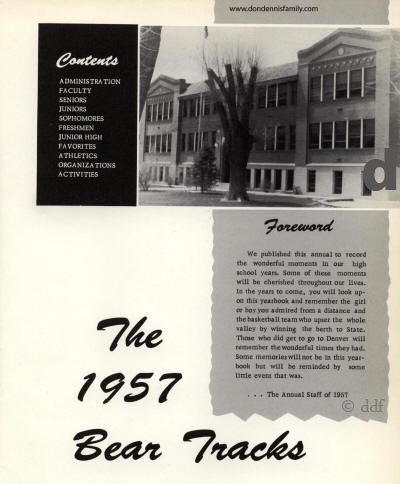 www.dondennisfamily.com
Contents
ADMINISTRATION
FACULTY
SENIORS
JUNIORS
SOPHOMORES
FRESHMEN
JUNIOR HIGH
FAVORITES
ATHLETICS
ORGANIZATIONS
ACTIVITIES
d
Foreword
We published this annual to record
the wonderful moments in our high
school years. Some of these moments
will be cherished throughout our lives.
In the years to come, you will look up-
on this yearbook and remember the girl
or boy you admired from a distance and
the basketball team who upset the whole
valley by winning the berth to State.
Those who did get to go to Denver will
remember the wonderful times they had.
Some memories will not be in this year-
book but will be reminded by some
little event that was.
. . . The Annual Staff of 1957
© ddf
The
1957
Bear Tracks